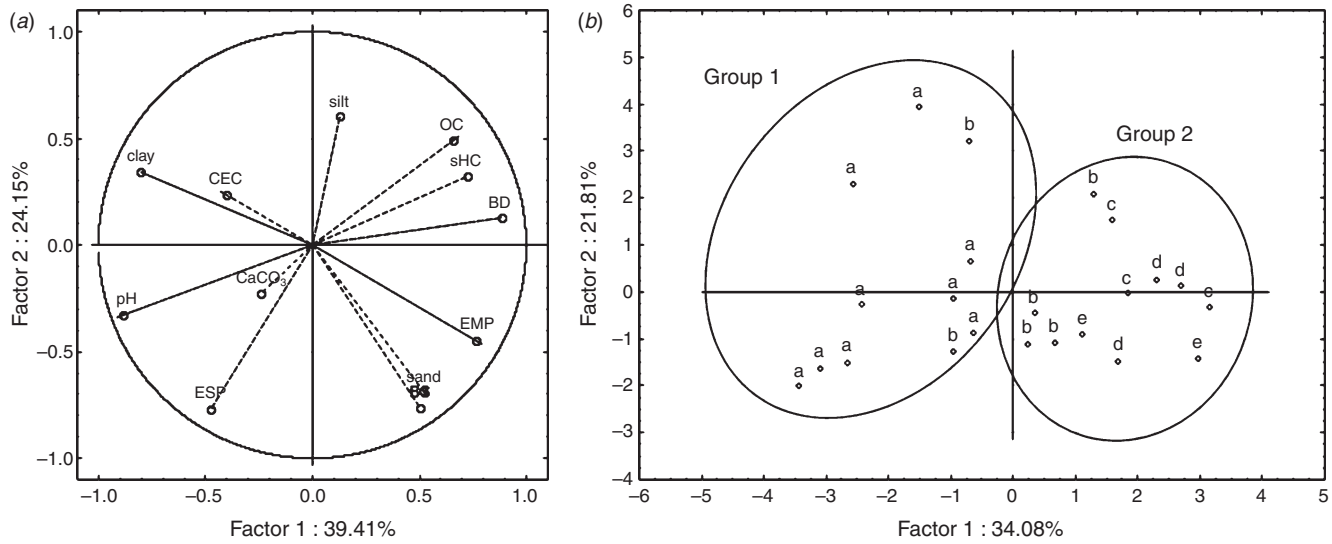 (a)
1.0
0.5
0.0
–0.5
–1.0
–1.0
–0.5
0.0
0.5
1.0
Factor 2 : 24.15%
Factor 1 : 39.41%
silt
OC
clay
sHC
CEC
BD
CaCO3
pH
EMP
sand
ESP
(b)
6
5
4
3
2
1
0
–1
–2
–3
–4
–6
–5
–4
–3
–2
–1
0
1
2
3
4
5
Factor 2 : 21.81%
Factor 1 : 34.08%
Group 1
Group 2
a
b
a
b
c
a
d
d
a
a
c
a
b
b
b
e
a
b
d
e
a
a
a